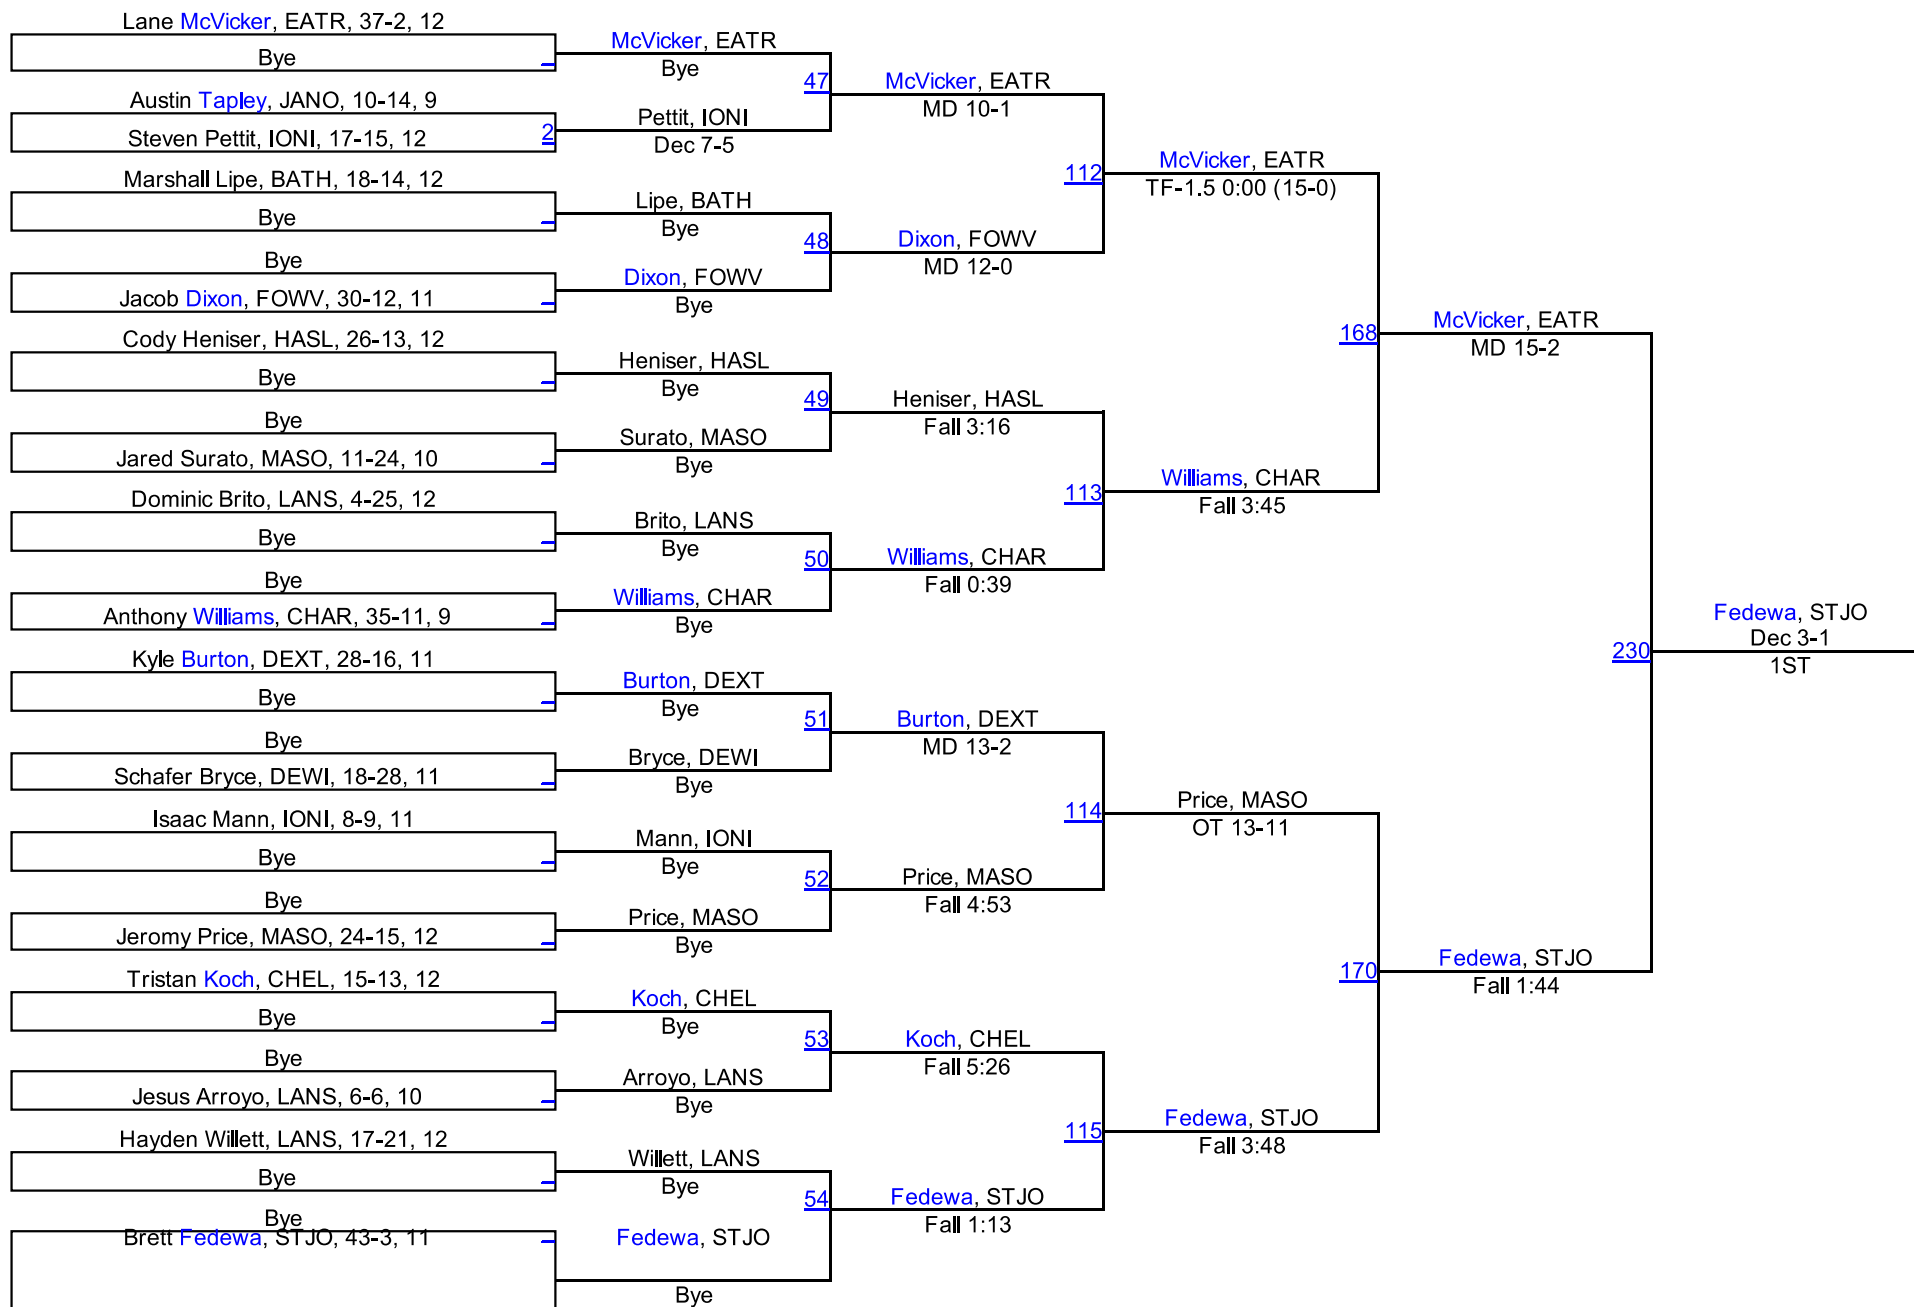 Lane McVicker, EATR, 37-2, 12
Bye
Austin Tapley, JANO, 10-14, 9
Steven Pettit, IONI, 17-15, 12
2
Marshall Lipe, BATH, 18-14, 12
Bye
Bye
Jacob Dixon, FOWV, 30-12, 11
Cody Heniser, HASL, 26-13, 12
Bye
Bye
Jared Surato, MASO, 11-24, 10
Dominic Brito, LANS, 4-25, 12
Bye
Bye
Anthony Williams, CHAR, 35-11, 9
Kyle Burton, DEXT, 28-16, 11
Bye
Bye
Schafer Bryce, DEWI, 18-28, 11
Isaac Mann, IONI, 8-9, 11
Bye
Bye
Jeromy Price, MASO, 24-15, 12
Tristan Koch, CHEL, 15-13, 12
Bye
Bye
Jesus Arroyo, LANS, 6-6, 10
Hayden Willett, LANS, 17-21, 12
Bye
Bye
Brett Fedewa, STJO, 43-3, 11
McVicker, EATR
Bye
47
Pettit, IONI
Dec 7-5
Lipe, BATH
Bye
48
Dixon, FOWV
Bye
Heniser, HASL
Bye
49
Surato, MASO
Bye
Brito, LANS
Bye
50
Williams, CHAR
Bye
Burton, DEXT
Bye
51
Bryce, DEWI
Bye
Mann, IONI
Bye
52
Price, MASO
Bye
Koch, CHEL
Bye
53
Arroyo, LANS
Bye
Willett, LANS
Bye
54
Fedewa, STJO
Bye
McVicker, EATR
MD 10-1
112
Dixon, FOWV
MD 12-0
Heniser, HASL
Fall 3:16
113
Williams, CHAR
Fall 0:39
Burton, DEXT
MD 13-2
114
Price, MASO
Fall 4:53
Koch, CHEL
Fall 5:26
115
Fedewa, STJO
Fall 1:13
McVicker, EATR
TF-1.5 0:00 (15-0)
168
Williams, CHAR
Fall 3:45
Price, MASO
OT 13-11
170
Fedewa, STJO
Fall 3:48
McVicker, EATR
MD 15-2
230
Fedewa, STJO
Fall 1:44
Fedewa, STJO
Dec 3-1
1ST